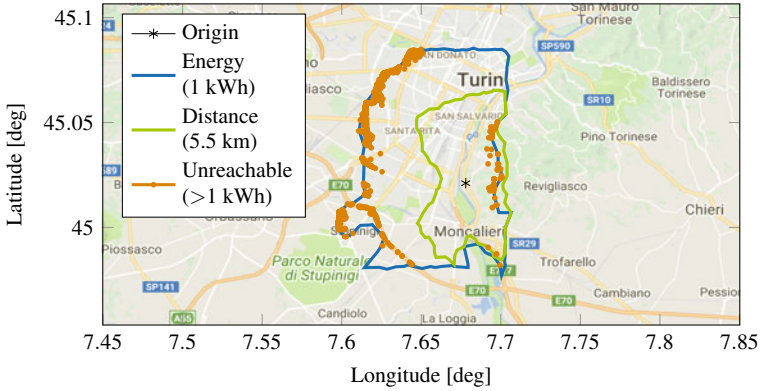 45.1
45.05
45
Latitude [deg]
Origin
Energy
(1 kWh)
Distance
(5.5 km)
Unreachable
(>1 kWh)
San Mauro
Torinese
SP590
SAN DONATO
Turin
Baldissero
Torinese
SR10
SAN SALVARIO
SANTA RITA
Pino Torinese
E70
Revigliasco
Chieri
Stupinigi
Moncalieri
SR29
Piossasco
Parco Naturale
di Stupinigi
Trofarello
SP141
E70
E70
Cambiano
A55
Candiolo
La Loggia
7.45
7.5
7.55
7.6
7.65
7.7
7.75
7.8
7.85
Longitude [deg]